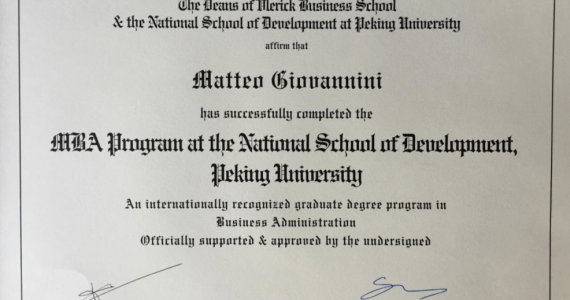 The Deans of Vlerick Business School
& the National School of Development at Peking University
affirm that
Matteo Giovannini
has successfully completed the
MBA Program at the National School of Development,
Peking University
An internationally recognized graduate degree program in
Business Administration
Officially supported & approved by the undersigned